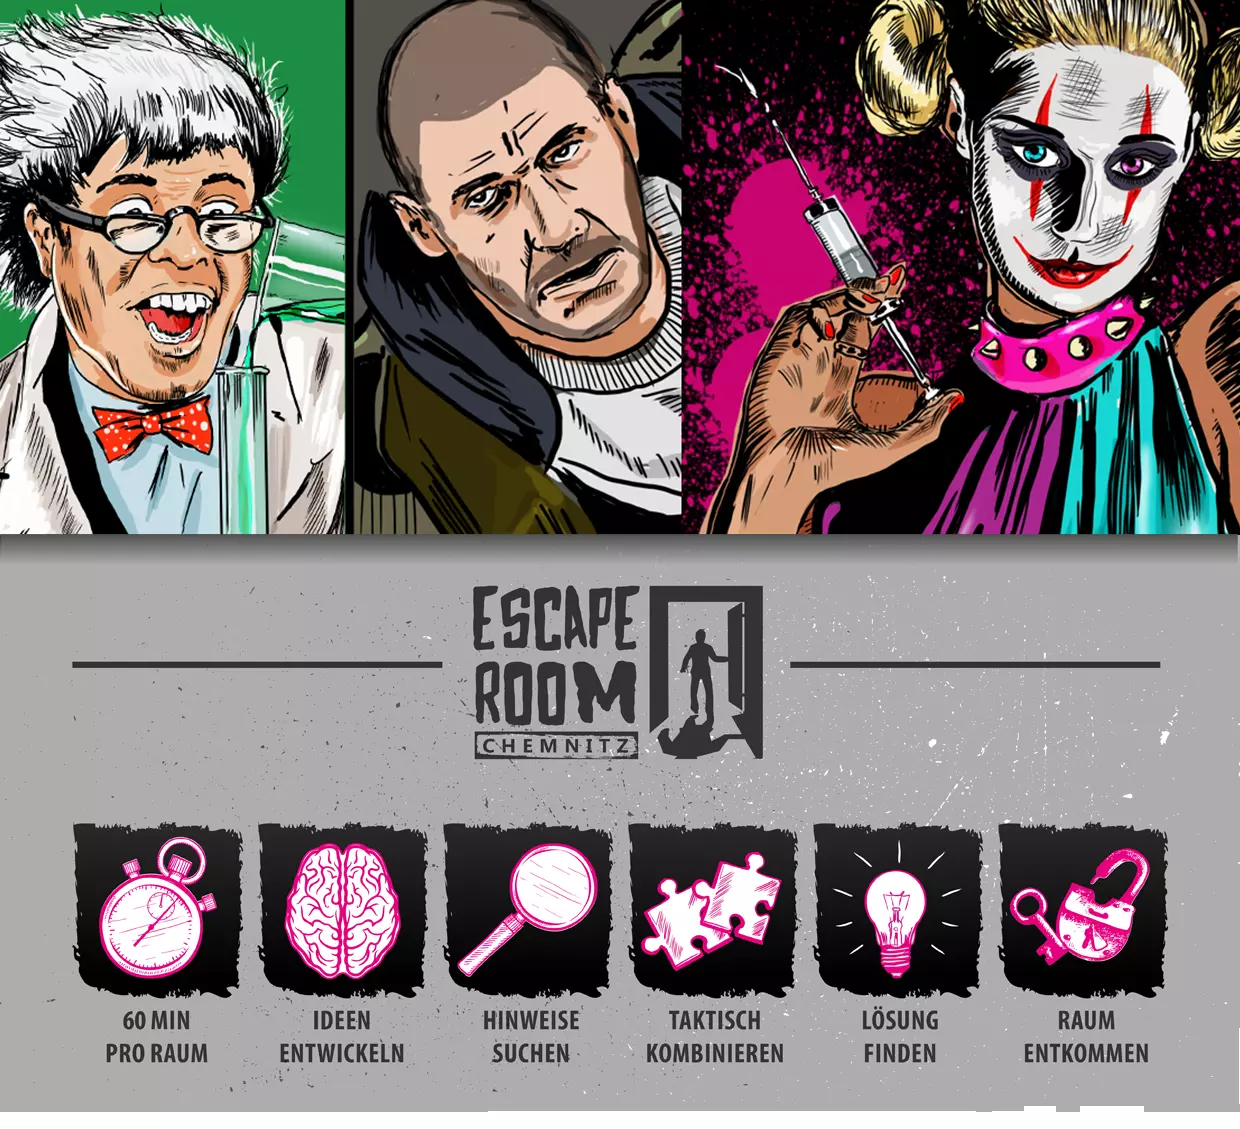 ESCAPE
ROOM
CHEMNITZ
60 MIN
PRO RAUM
IDEEN
ENTWICKELN
HINWEISE
SUCHEN
TAKTISCH
KOMBINIEREN
LÖSUNG
FINDEN
RAUM
ENTKOMMEN